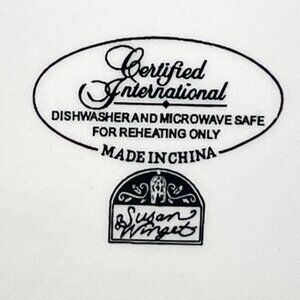 Certified
International
DISHWASHER AND MICROWAVE SAFE
FOR REHEATING ONLY
MADE IN CHINA
Susan
Winget